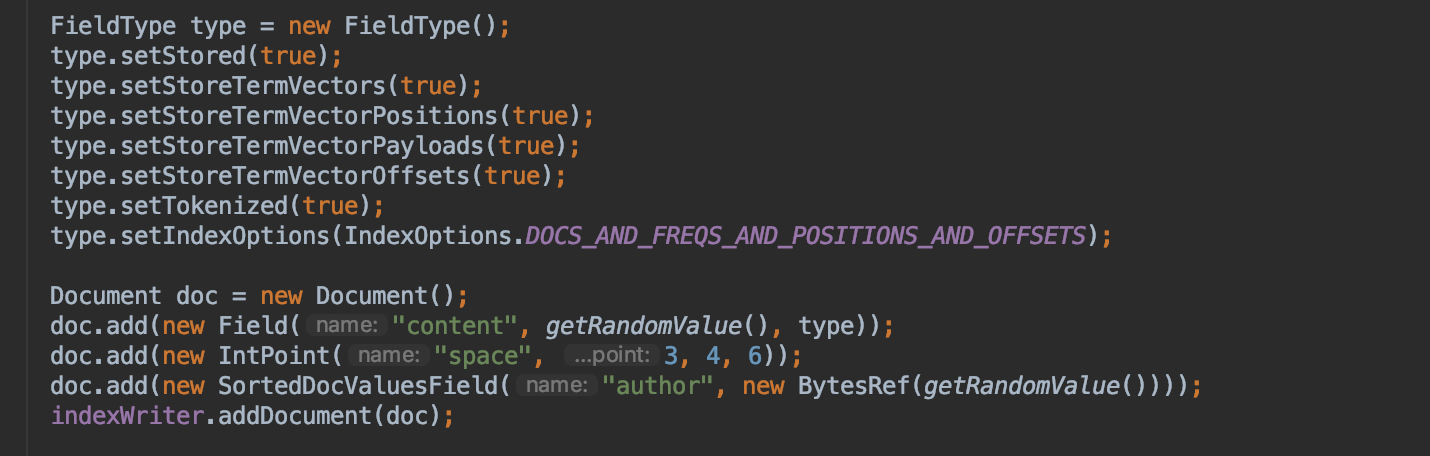 FieldType type = new FieldType();
type.setStored(true);
type.setStoreTermVectors(true);
type.setStoreTermVectorPositions(true);
type.setStoreTermVectorPayloads(true);
type.setStoreTermVectorOffsets(true);
type.setTokenized(true);
type.setIndexOptions(IndexOptions.DOCS_AND_FREQS_AND_POSITIONS_AND_OFFSETS);
Document doc = new Document();
doc.add(new Field( name: "content", getRandomValue(), type));
doc.add(new IntPoint( name: "space", ...point: 3, 4, 6));
doc.add(new SortedDocValuesField( name: "author", new BytesRef(getRandomValue())));
indexWriter.addDocument(doc);